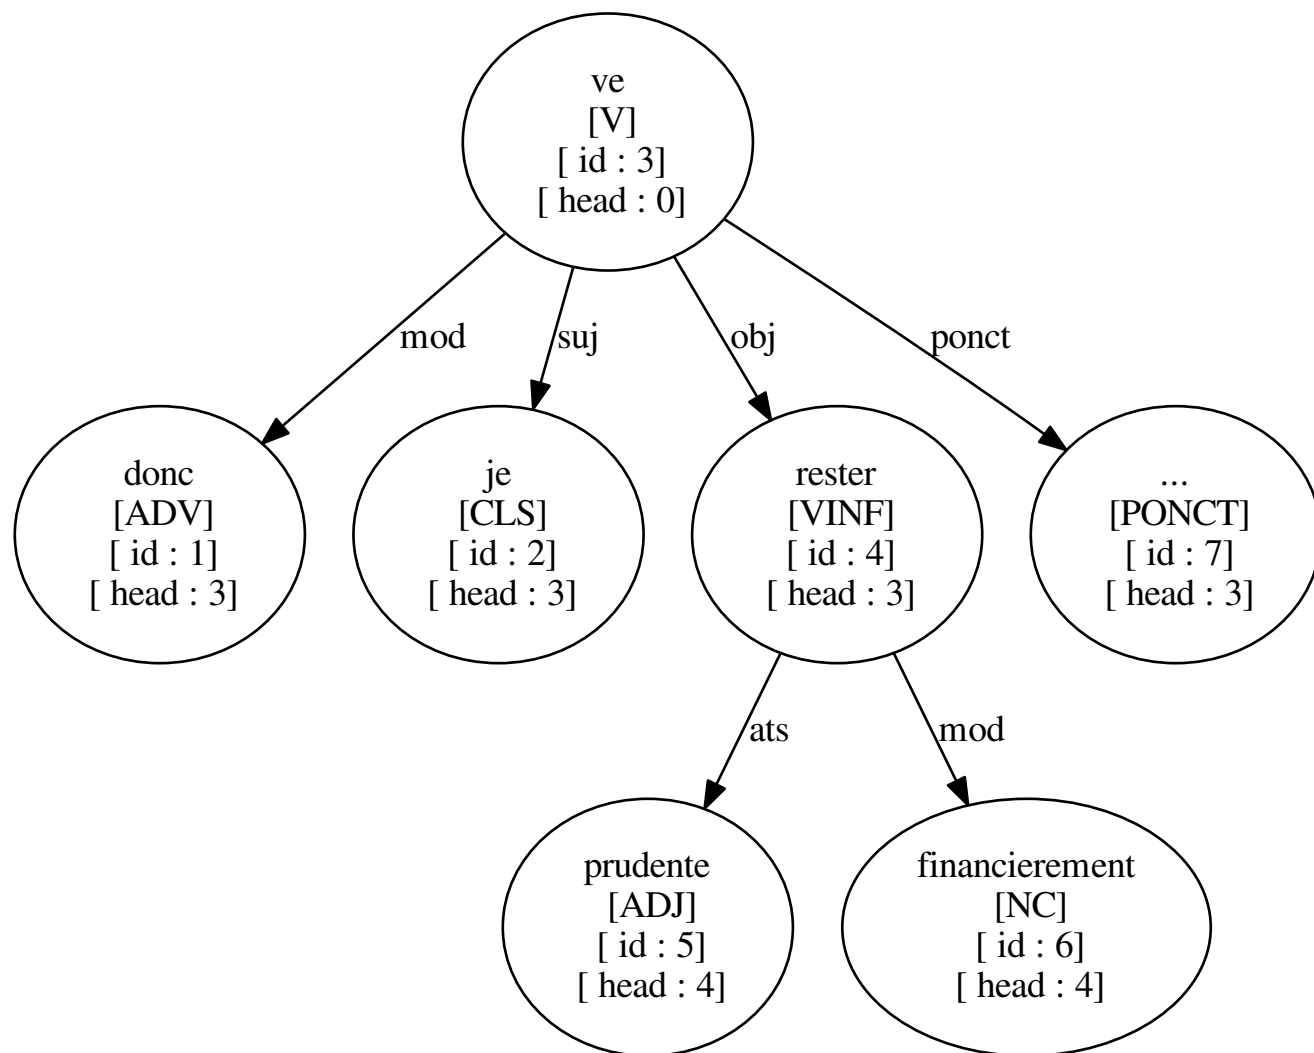 ve
[V]
[ id : 3]
[ head : 0]
mod
suj
obj
ponct
donc
[ADV]
[ id : 1]
[ head : 3]
je
[CLS]
[ id : 2]
[ head : 3]
rester
[VINF]
[ id : 4]
[ head : 3]
...
[PONCT]
[ id : 7]
[ head : 3]
ats
mod
prudente
[ADJ]
[ id : 5]
[ head : 4]
financierement
[NC]
[ id : 6]
[ head : 4]